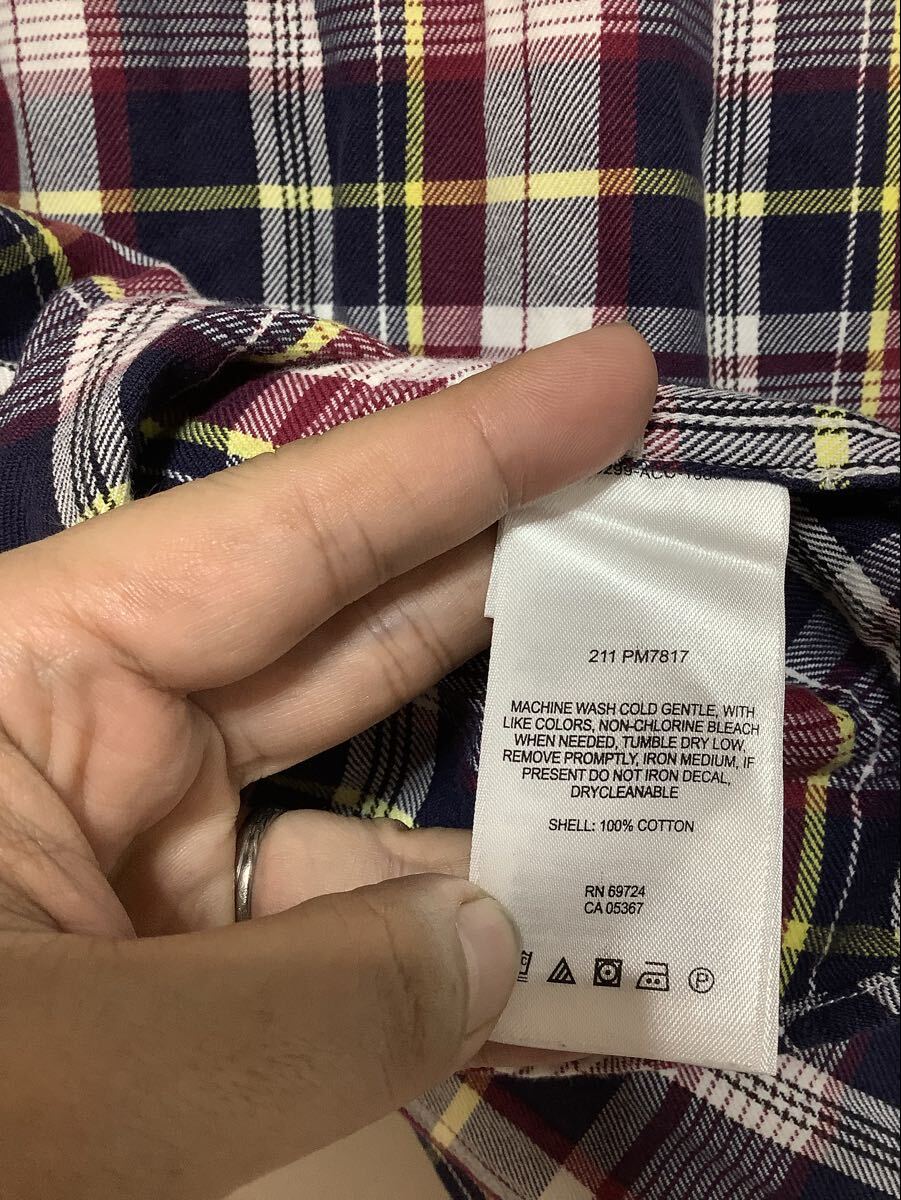 211 PM7817
MACHINE WASH COLD GENTLE, WITH
LIKE COLORS, NON-CHLORINE BLEACH
WHEN NEEDED, TUMBLE DRY LOW,
REMOVE PROMPTLY, IRON MEDIUM, IF
PRESENT DO NOT IRON DECAL,
DRYCLEANABLE
SHELL: 100% COTTON
RN 69724
CA 05367
P